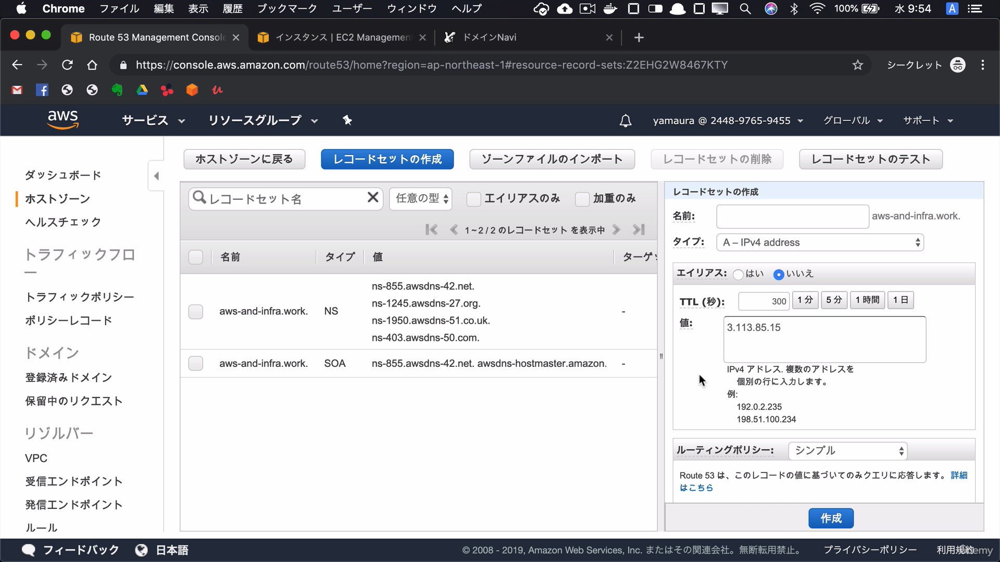 Chrome ファイル 編集 表示 履歴 ブックマーク ユーザー ウィンドウ ヘルプ 100% 水 9:54 A
Route 53 Management Console インスタンス | EC2 Management ドメインNavi
https://console.aws.amazon.com/route53/home?region=ap-northeast-1#resource-record-sets:Z2EHG2W8467KTY シークレット
aws サービス リソースグループ yamaura @ 2448-9765-9455 グローバル サポート
ダッシュボード
ホストゾーン
ヘルスチェック
トラフィックフロ
ー
トラフィックポリシー
ポリシーレコード
ドメイン
登録済みドメイン
保留中のリクエスト
リゾルバー
VPC
受信エンドポイント
発信エンドポイント
ルール
ホストゾーンに戻る レコードセットの作成 ゾーンファイルのインポート レコードセットの削除 レコードセットのテスト
レコードセット名 任意の型 エイリアスのみ 加重のみ
1~2 / 2 のレコードセット を表示中
名前 タイプ 値 ターゲッ
aws-and-infra.work. NS
ns-855.awsdns-42.net.
ns-1245.awsdns-27.org.
ns-1950.awsdns-51.co.uk.
ns-403.awsdns-50.com.
-
aws-and-infra.work. SOA ns-855.awsdns-42.net. awsdns-hostmaster.amazon. -
レコードセットの作成
名前: aws-and-infra.work.
タイプ: A – IPv4 address
エイリアス: はい いいえ
TTL (秒): 300 1 分 5 分 1 時間 1 日
値: 3.113.85.15
IPv4 アドレス. 複数のアドレスを
個別の行に入力します。
例:
192.0.2.235
198.51.100.234
ルーティングポリシー: シンプル
Route 53 は、このレコードの値に基づいてのみクエリに応答します。 詳細
はこちら
作成
フィードバック 日本語 © 2008 - 2019, Amazon Web Services, Inc. またはその関連会社。無断転用禁止。 プライバシーポリシー 利用規約